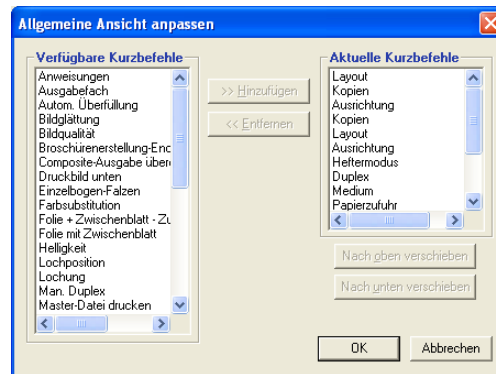 Allgemeine Ansicht anpassen
Verfügbare Kurzbefehle
Anweisungen
Ausgabefach
Autom. Überfüllung
Bildglättung
Bildqualität
Broschürenerstellung-End
Composite-Ausgabe über
Druckbild unten
Einzelbogen-Falzen
Farbsubstitution
Folie + Zwischenblatt - Zu
Folie mit Zwischenblatt
Helligkeit
Lochposition
Lochung
Man. Duplex
Master-Datei drucken
>> Hinzufügen
<< Entfernen
Aktuelle Kurzbefehle
Layout
Kopien
Ausrichtung
Kopien
Layout
Ausrichtung
Heftermodus
Duplex
Medium
Papierzufuhr
Nach oben verschieben
Nach unten verschieben
OK
Abbrechen